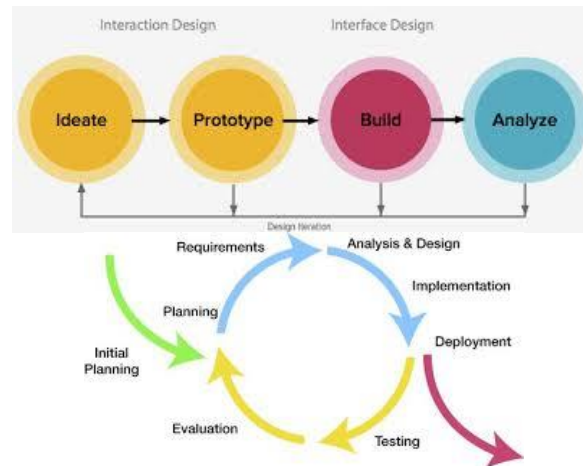 Interaction Design
Interface Design
Ideate
Prototype
Build
Analyze
Design Iteration
Requirements
Analysis & Design
Implementation
Planning
Deployment
Initial
Planning
Evaluation
Testing